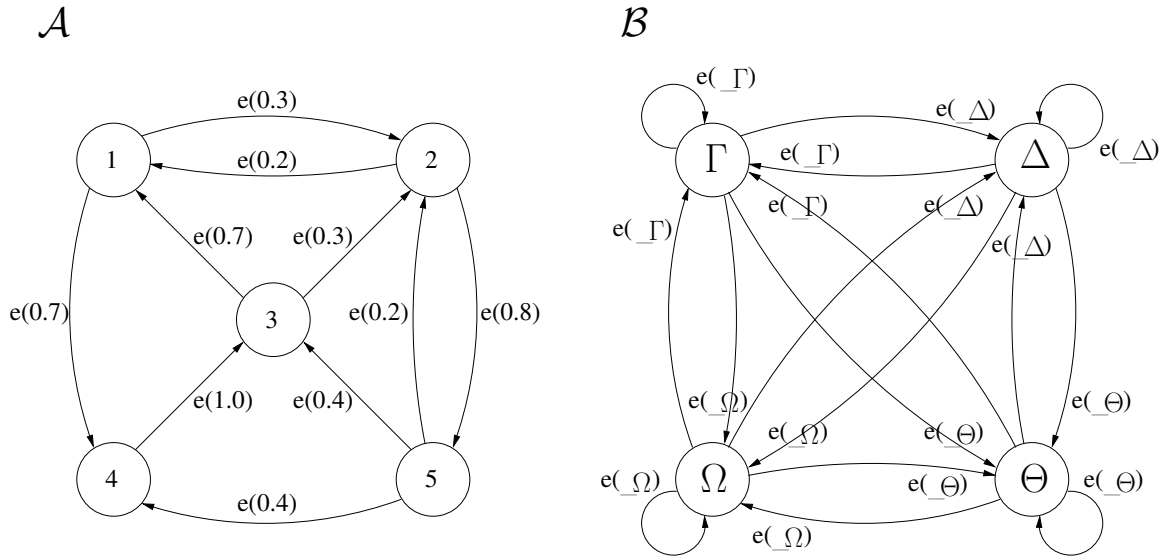 𝒜
ℬ
e(_Γ)
e(0.3)
e(_Δ)
1
e(0.2)
2
Γ
e(_Γ)
Δ
e(_Δ)
e(_Γ)
e(_Δ)
e(0.7)
e(0.3)
e(_Γ)
e(_Δ)
e(0.7)
3
e(0.2)
e(0.8)
e(1.0)
e(0.4)
e(_Ω)
e(_Θ)
e(_Ω)
e(_Θ)
4
5
e(_Ω)
Ω
e(_Θ)
Θ
e(_Θ)
e(0.4)
e(_Ω)